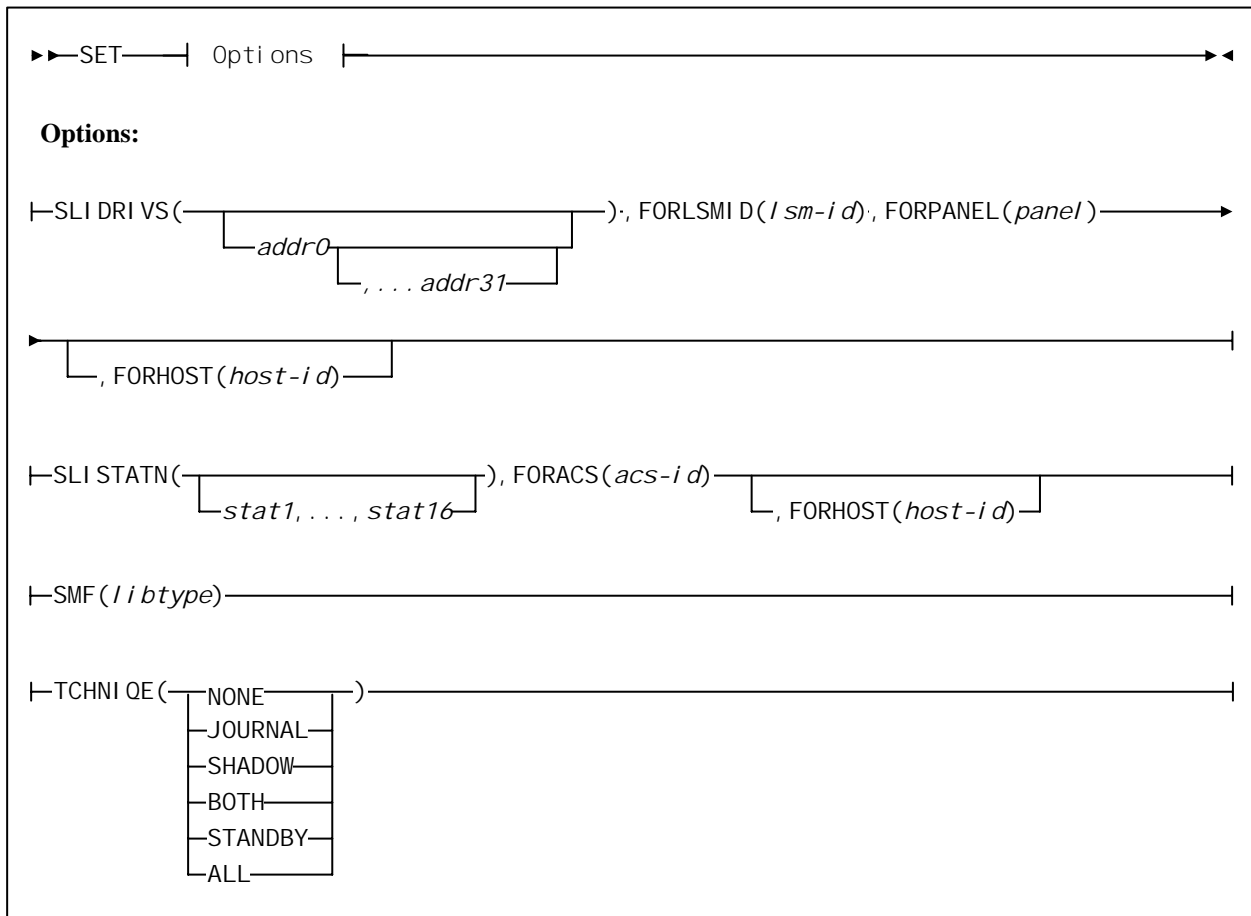 SET Options
Options:
SLIDRIVS( ),FORLSMID(lsm-id),FORPANEL(panel)
addr0
,...addr31
,FORHOST(host-id)
SLISTATN( ),FORACS(acs-id)
stat1,...,stat16
,FORHOST(host-id)
SMF(libtype)
TCHNIQE( NONE )
JOURNAL
SHADOW
BOTH
STANDBY
ALL